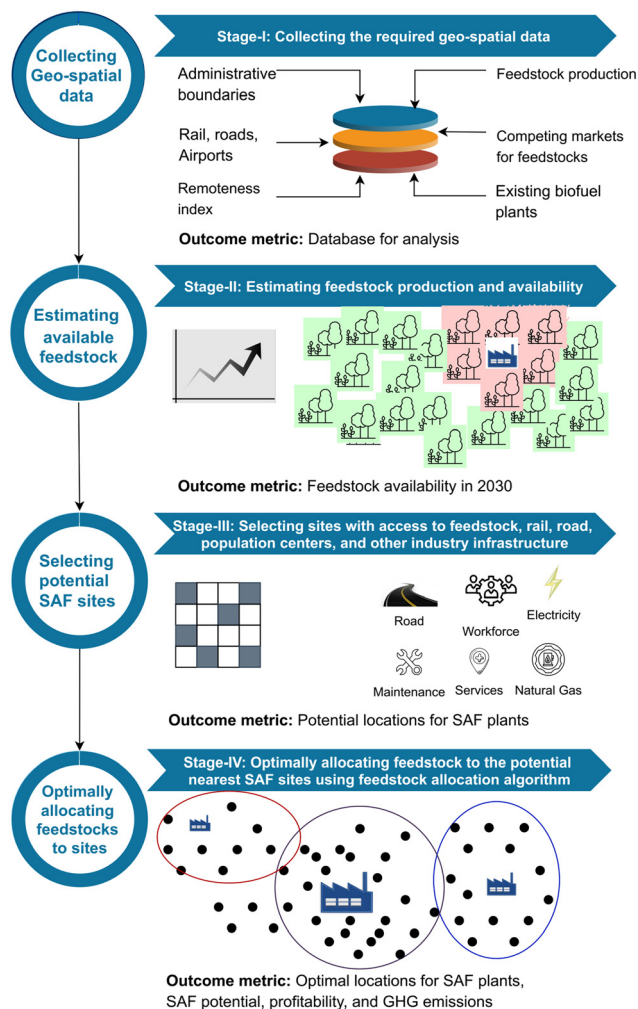 Collecting
Geo-spatial
data
Stage-I: Collecting the required geo-spatial data
Administrative
boundaries
Feedstock production
Rail, roads,
Airports
Competing markets
for feedstocks
Remoteness
index
Existing biofuel
plants
Outcome metric: Database for analysis
Estimating
available
feedstock
Stage-II: Estimating feedstock production and availability
Outcome metric: Feedstock availability in 2030
Selecting
potential
SAF sites
Stage-III: Selecting sites with access to feedstock, rail, road,
population centers, and other industry infrastructure
Road
Workforce
Electricity
Maintenance
Services
Natural Gas
Outcome metric: Potential locations for SAF plants
Optimally
allocating
feedstocks
to sites
Stage-IV: Optimally allocating feedstock to the potential
nearest SAF sites using feedstock allocation algorithm
Outcome metric: Optimal locations for SAF plants,
SAF potential, profitability, and GHG emissions